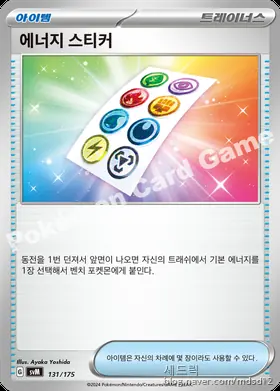 아이템
트레이너스
에너지 스티커
Pokémon Card Game
동전을 1번 던져서 앞면이 나오면 자신의 트래쉬에서 기본 에너지를
1장 선택해서 벤치 포켓몬에게 붙인다.
Illus. Ayaka Yoshida
G svM 131/175
아이템은 자신의 차례에 몇 장이라도 사용할 수 있다.
©2024 Pokémon/Nintendo/Creatures/GAME FREAK
세드릭